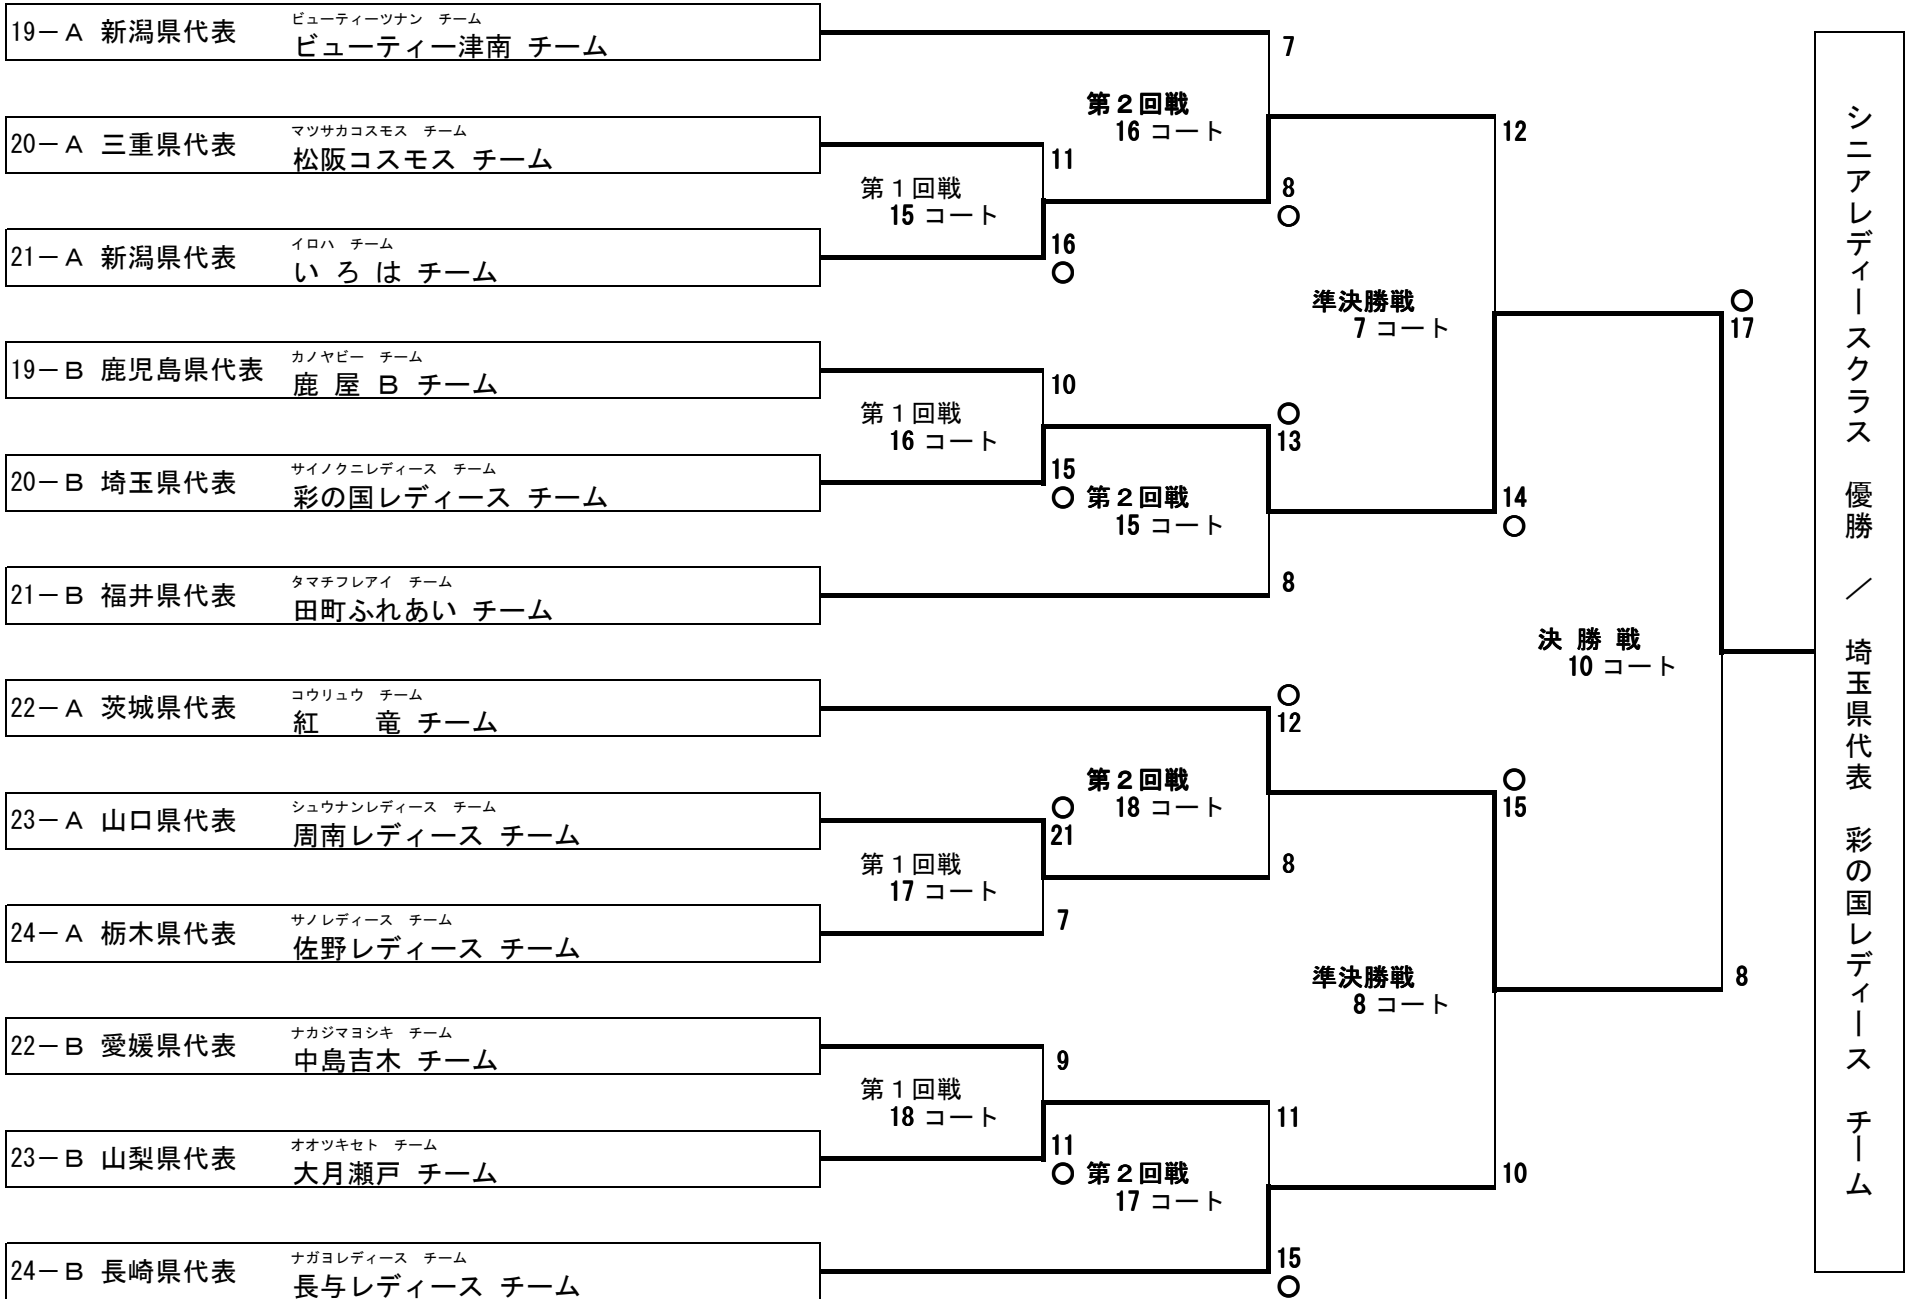 19－Ａ 新潟県代表
ビューティーツナン チーム
ビューティー津南 チーム
7
第２回戦
16 コート
12
20－Ａ 三重県代表
マツサカコスモス チーム
松阪コスモス チーム
11
第１回戦
15 コート
8
○
21－Ａ 新潟県代表
イロハ チーム
い ろ は チーム
16
○
準決勝戦
7 コート
○
17
19－Ｂ 鹿児島県代表
カノヤビー チーム
鹿 屋 Ｂ チーム
10
第１回戦
16 コート
○
13
20－Ｂ 埼玉県代表
サイノクニレディース チーム
彩の国レディース チーム
15
○
第２回戦
15 コート
14
○
21－Ｂ 福井県代表
タマチフレアイ チーム
田町ふれあい チーム
8
決 勝 戦
10 コート
22－Ａ 茨城県代表
コウリュウ チーム
紅 竜 チーム
○
12
第２回戦
18 コート
○
15
23－Ａ 山口県代表
シュウナンレディース チーム
周南レディース チーム
○
21
第１回戦
17 コート
8
24－Ａ 栃木県代表
サノレディース チーム
佐野レディース チーム
7
準決勝戦
8 コート
8
22－Ｂ 愛媛県代表
ナカジマヨシキ チーム
中島吉木 チーム
9
第１回戦
18 コート
11
23－Ｂ 山梨県代表
オオツキセト チーム
大月瀬戸 チーム
11
○
第２回戦
17 コート
10
24－Ｂ 長崎県代表
ナガヨレディース チーム
長与レディース チーム
15
○
シニアレディースクラス 優勝 ／ 埼玉県代表 彩の国レディース チーム